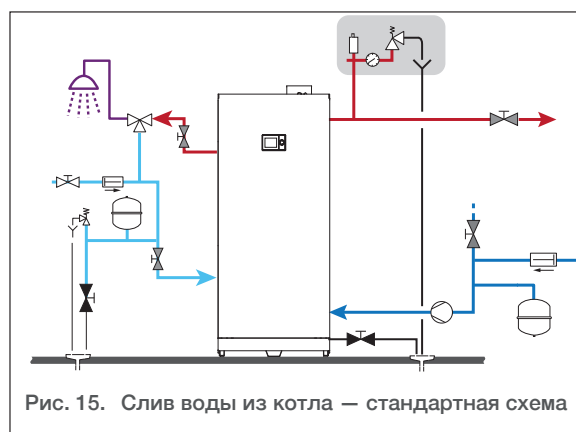 Рис. 15. Слив воды из котла — стандартная схема